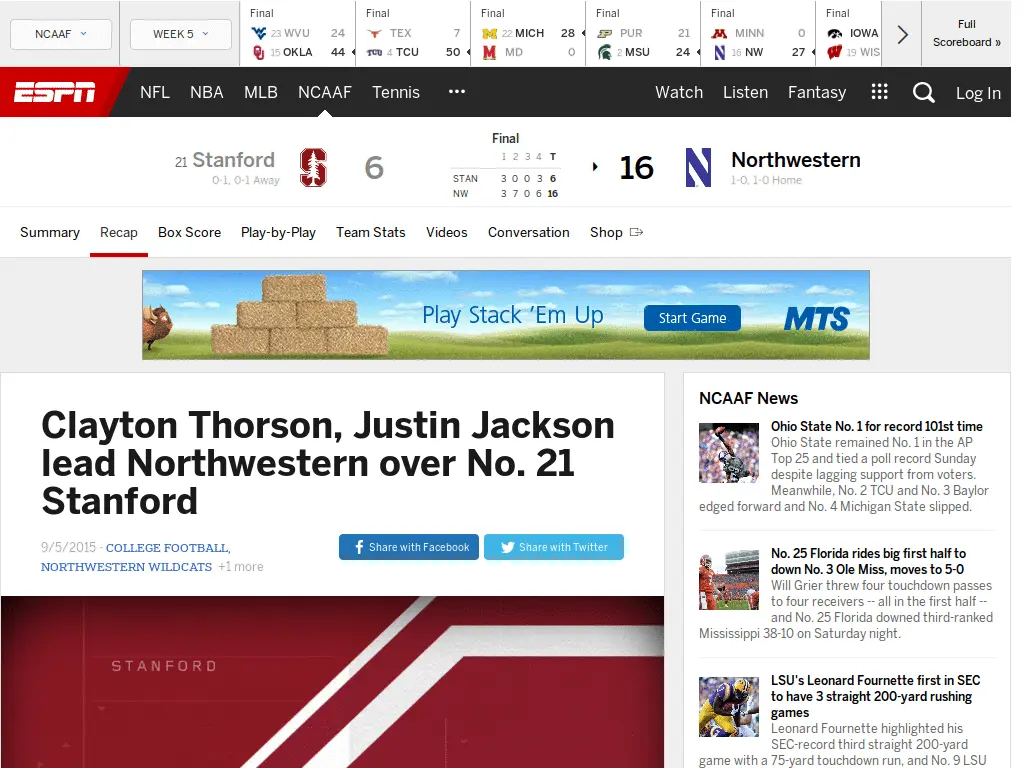 NCAAF
WEEK 5
Final
23 WVU 24
15 OKLA 44
Final
TEX 7
4 TCU 50
Final
22 MICH 28
MD 0
Final
PUR 21
2 MSU 24
Final
MINN 0
16 NW 27
Final
IOWA
19 WIS
Full
Scoreboard »
ESPN
NFL NBA MLB NCAAF Tennis •••
Watch Listen Fantasy Log In
21 Stanford
0-1, 0-1 Away
6
Final
1 2 3 4 T
STAN 3 0 0 3 6
NW 3 7 0 6 16
16
Northwestern
1-0, 1-0 Home
Summary Recap Box Score Play-by-Play Team Stats Videos Conversation Shop
Play Stack 'Em Up Start Game MTS
Clayton Thorson, Justin Jackson
lead Northwestern over No. 21
Stanford
9/5/2015 · COLLEGE FOOTBALL,
NORTHWESTERN WILDCATS +1 more
Share with Facebook
Share with Twitter
STANFORD
NCAAF News
Ohio State No. 1 for record 101st time
Ohio State remained No. 1 in the AP
Top 25 and tied a poll record Sunday
despite lagging support from voters.
Meanwhile, No. 2 TCU and No. 3 Baylor
edged forward and No. 4 Michigan State slipped.
No. 25 Florida rides big first half to
down No. 3 Ole Miss, moves to 5-0
Will Grier threw four touchdown passes
to four receivers -- all in the first half --
and No. 25 Florida downed third-ranked
Mississippi 38-10 on Saturday night.
LSU's Leonard Fournette first in SEC
to have 3 straight 200-yard rushing
games
Leonard Fournette highlighted his
SEC-record third straight 200-yard
game with a 75-yard touchdown run, and No. 9 LSU